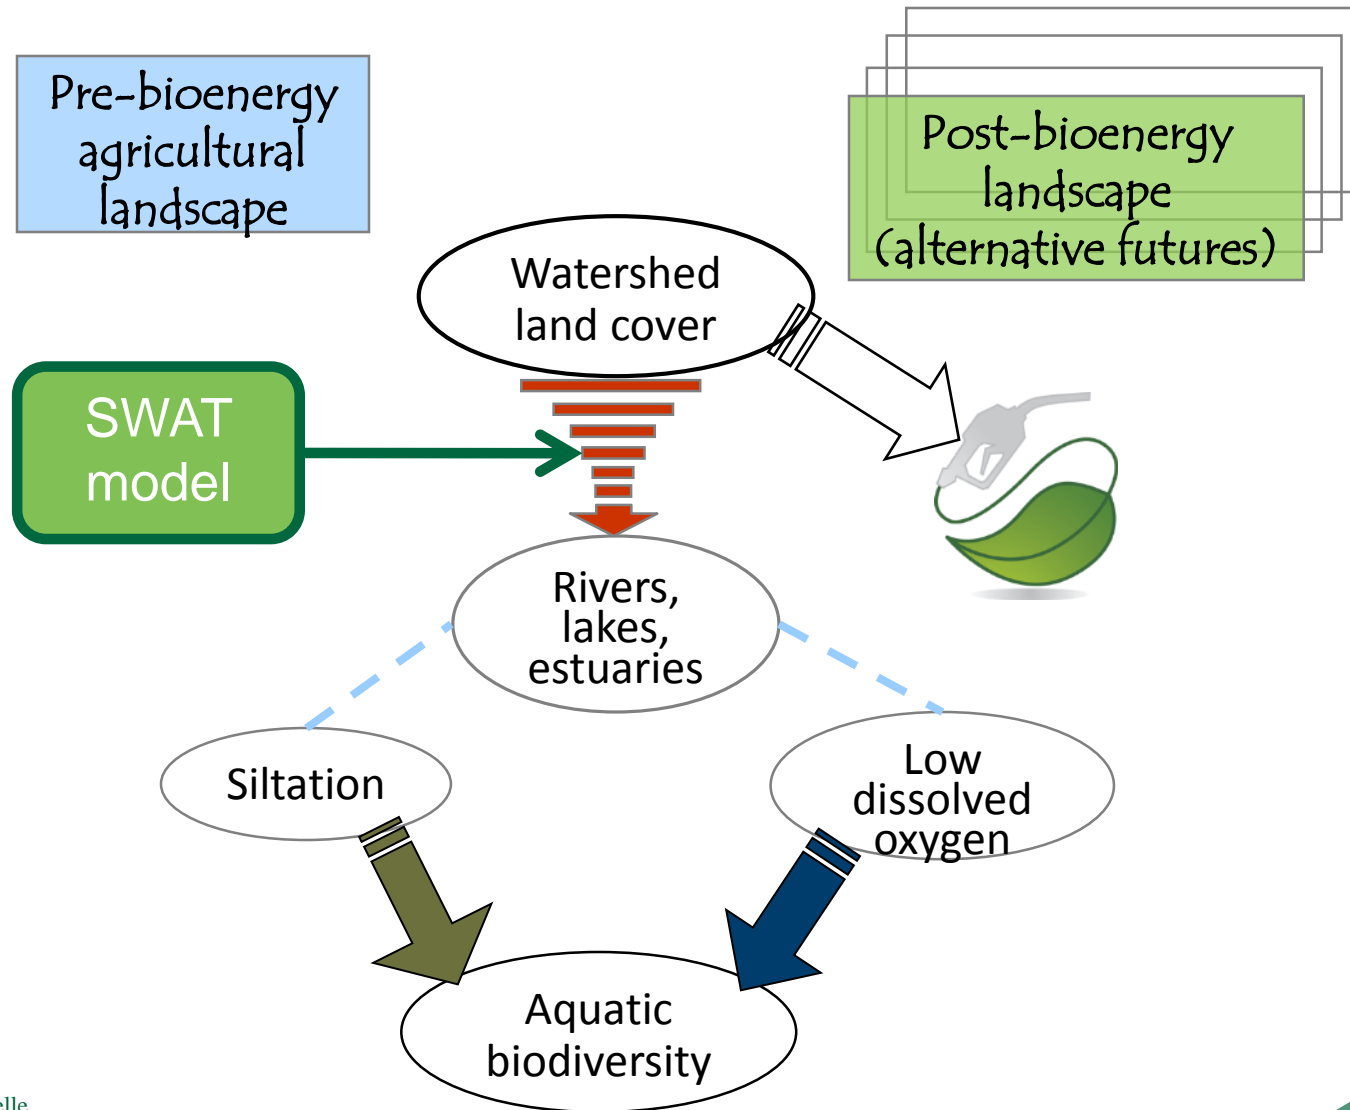 Pre-bioenergy
agricultural
landscape
Post-bioenergy
landscape
(alternative futures)
Watershed
land cover
SWAT
model
Rivers,
lakes,
estuaries
Siltation
Low
dissolved
oxygen
Aquatic
biodiversity